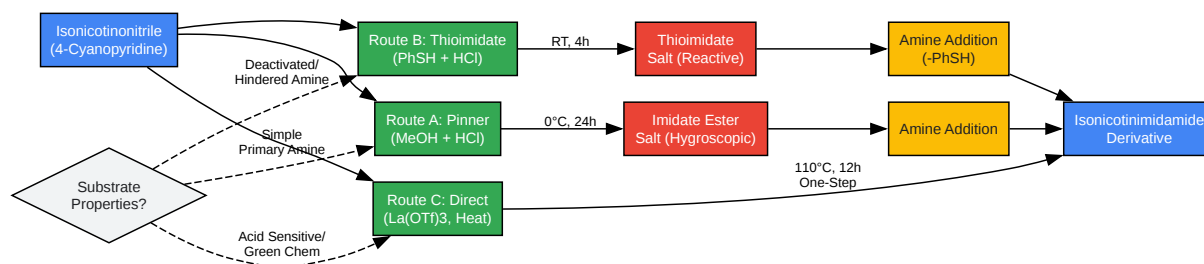 Isonicotinonitrile
(4-Cyanopyridine)
Route B: Thioimidate
(PhSH + HCl)
RT, 4h
Thioimidate
Salt (Reactive)
Amine Addition
(-PhSH)
Deactivated/
Hindered Amine
Route A: Pinner
(MeOH + HCl)
0°C, 24h
Imidate Ester
Salt (Hygroscopic)
Amine Addition
Isonicotinimidamide
Derivative
Simple
Primary Amine
Substrate
Properties?
Route C: Direct
(La(OTf)3, Heat)
110°C, 12h
One-Step
Acid Sensitive/
Green Chem